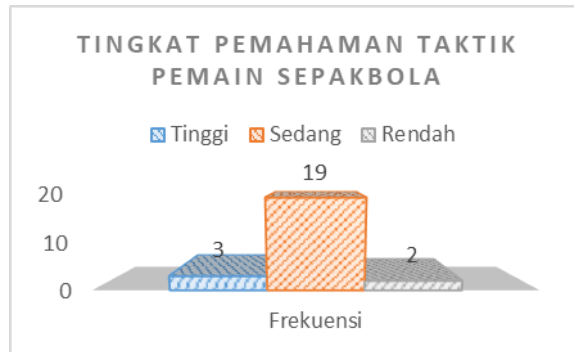 TINGKAT PEMAHAMAN TAKTIK
PEMAIN SEPAKBOLA
Tinggi Sedang Rendah
19
20
10
3
2
0
Frekuensi